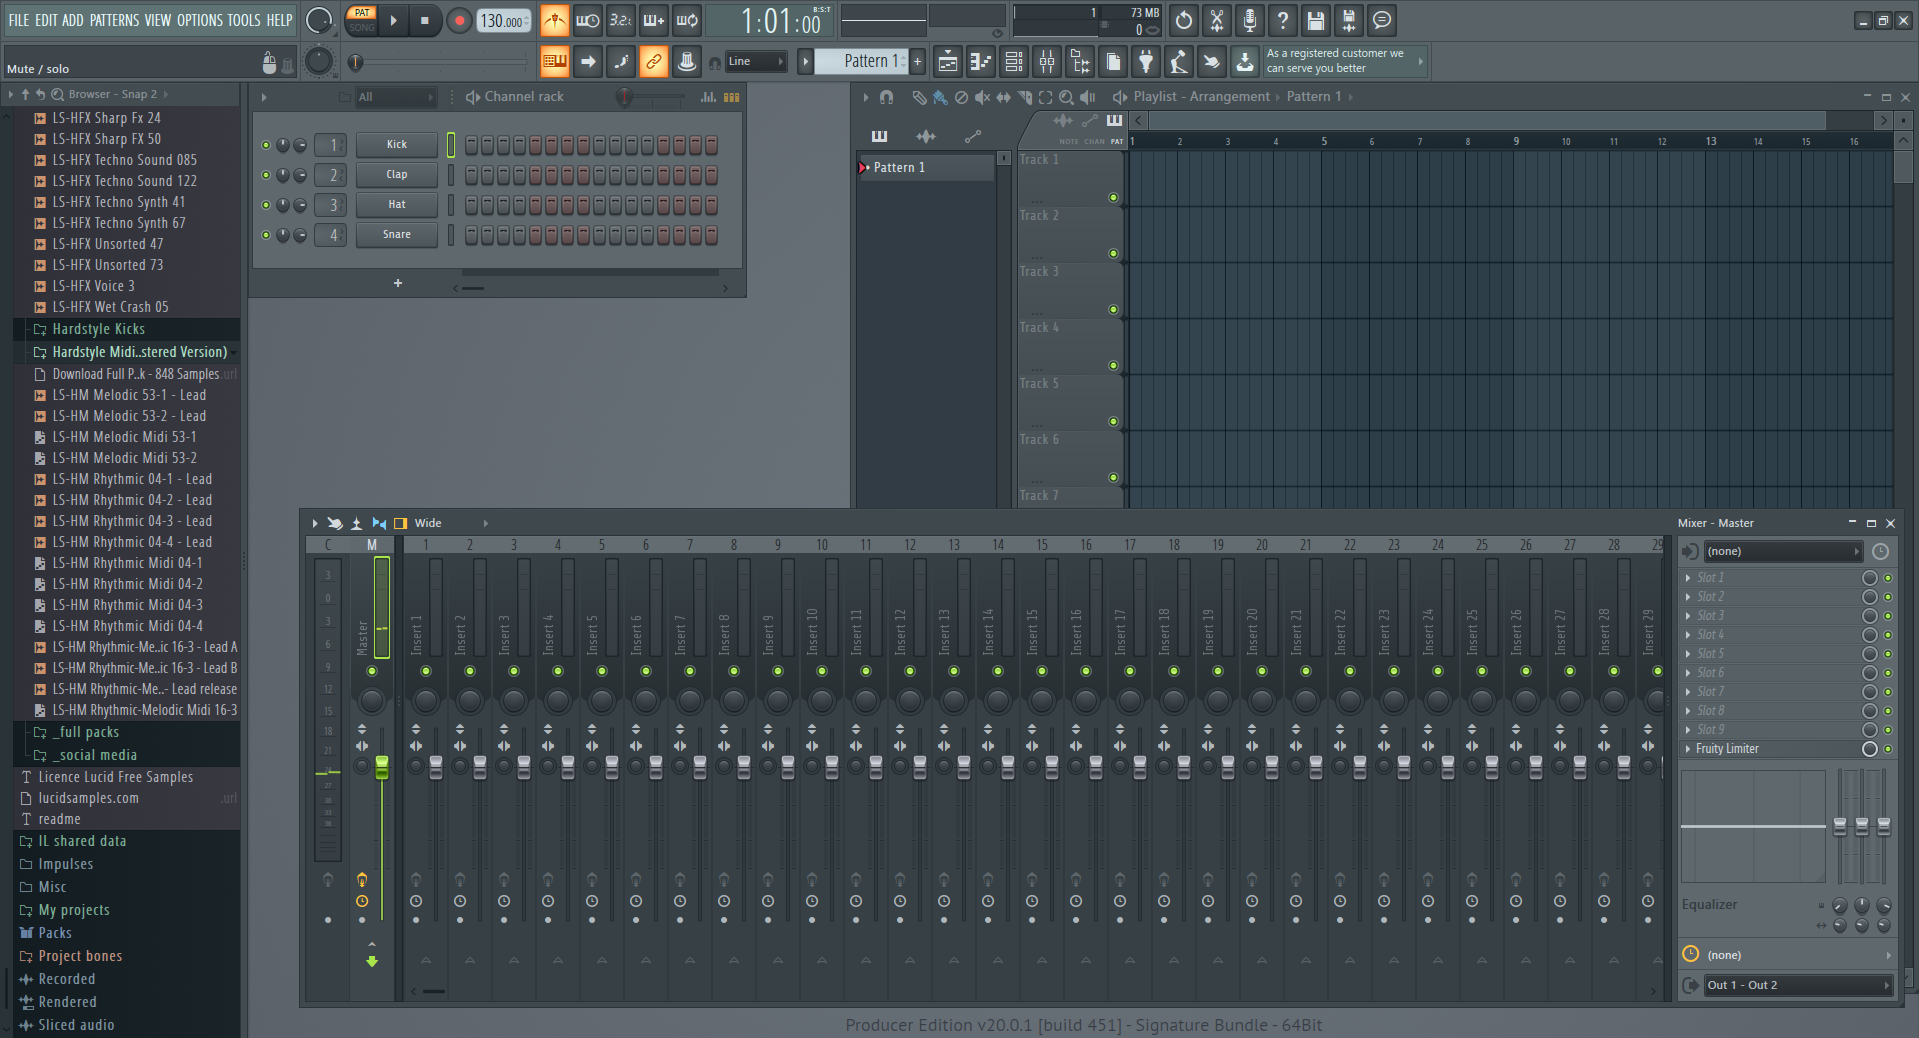 FILE EDIT ADD PATTERNS VIEW OPTIONS TOOLS HELP
PAT
SONG
130.000
3.2c
1:01:00
B:S:T
1
73 MB
0
Mute / solo
Line
Pattern 1
+
As a registered customer we
can serve you better
Browser - Snap 2
LS-HFX Sharp Fx 24
LS-HFX Sharp FX 50
LS-HFX Techno Sound 085
LS-HFX Techno Sound 122
LS-HFX Techno Synth 41
LS-HFX Techno Synth 67
LS-HFX Unsorted 47
LS-HFX Unsorted 73
LS-HFX Voice 3
LS-HFX Wet Crash 05
Hardstyle Kicks
Hardstyle Midi..stered Version)
Download Full P..k - 848 Samples.url
LS-HM Melodic 53-1 - Lead
LS-HM Melodic 53-2 - Lead
LS-HM Melodic Midi 53-1
LS-HM Melodic Midi 53-2
LS-HM Rhythmic 04-1 - Lead
LS-HM Rhythmic 04-2 - Lead
LS-HM Rhythmic 04-3 - Lead
LS-HM Rhythmic 04-4 - Lead
LS-HM Rhythmic Midi 04-1
LS-HM Rhythmic Midi 04-2
LS-HM Rhythmic Midi 04-3
LS-HM Rhythmic Midi 04-4
LS-HM Rhythmic-Me..ic 16-3 - Lead A
LS-HM Rhythmic-Me..ic 16-3 - Lead B
LS-HM Rhythmic-Me..- Lead release
LS-HM Rhythmic-Melodic Midi 16-3
_full packs
_social media
Licence Lucid Free Samples
lucidsamples.com .url
readme
IL shared data
Impulses
Misc
My projects
Packs
Project bones
Recorded
Rendered
Sliced audio
All
Channel rack
1 Kick
2 Clap
3 Hat
4 Snare
+
Playlist - Arrangement
Pattern 1
NOTE CHAN PAT
1 2 3 4 5 6 7 8 9 10 11 12 13 14 15 16
Pattern 1
Track 1
...
Track 2
...
Track 3
...
Track 4
...
Track 5
...
Track 6
...
Track 7
Wide
Mixer - Master
C M 1 2 3 4 5 6 7 8 9 10 11 12 13 14 15 16 17 18 19 20 21 22 23 24 25 26 27 28 29
3
0
3
6
9
12
15
18
21
27
Master
Insert 1
Insert 2
Insert 3
Insert 4
Insert 5
Insert 6
Insert 7
Insert 8
Insert 9
Insert 10
Insert 11
Insert 12
Insert 13
Insert 14
Insert 15
Insert 16
Insert 17
Insert 18
Insert 19
Insert 20
Insert 21
Insert 22
Insert 23
Insert 24
Insert 25
Insert 26
Insert 27
Insert 28
Insert 29
(none)
Slot 1
Slot 2
Slot 3
Slot 4
Slot 5
Slot 6
Slot 7
Slot 8
Slot 9
Fruity Limiter
Equalizer
(none)
Out 1 - Out 2
Producer Edition v20.0.1 [build 451] - Signature Bundle - 64Bit